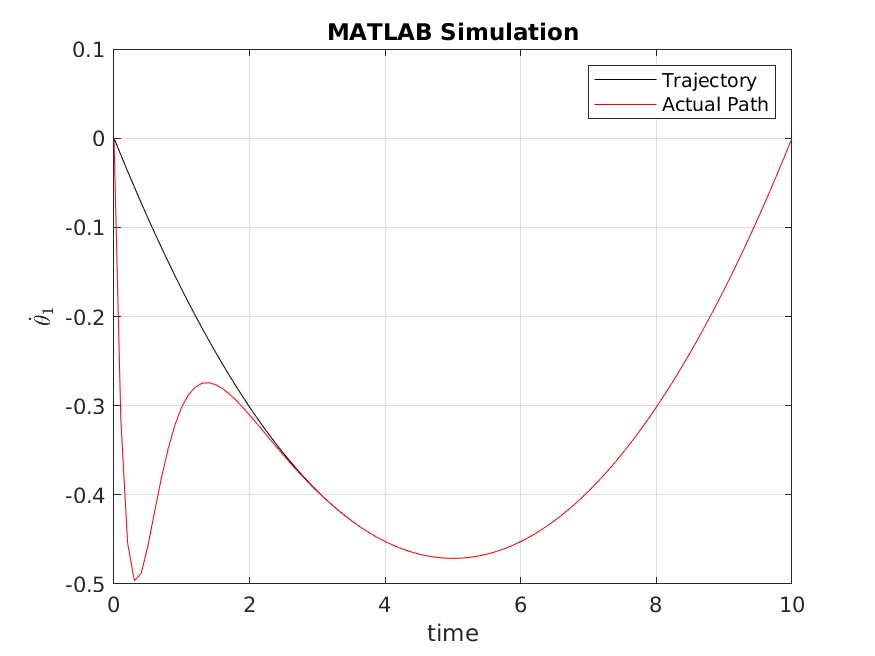 MATLAB Simulation
Trajectory
Actual Path
0.1
0
-0.1
-0.2
-0.3
-0.4
-0.5
θ̇₁
0 2 4 6 8 10
time